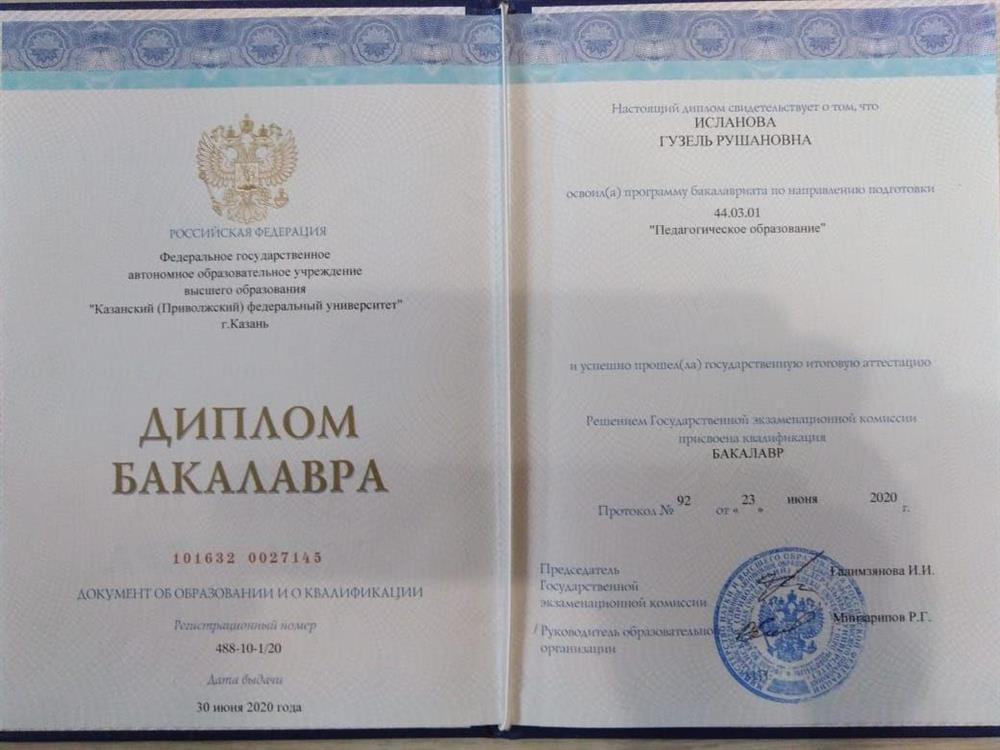 РОССИЙСКАЯ ФЕДЕРАЦИЯ
Федеральное государственное
автономное образовательное учреждение
высшего образования
"Казанский (Приволжский) федеральный университет"
г.Казань
ДИПЛОМ
БАКАЛАВРА
101632 0027145
ДОКУМЕНТ ОБ ОБРАЗОВАНИИ И О КВАЛИФИКАЦИИ
Регистрационный номер
488-10-1/20
Дата выдачи
30 июня 2020 года
Настоящий диплом свидетельствует о том, что
ИСЛАНОВА
ГУЗЕЛЬ РУШАНОВНА
освоил(а) программу бакалавриата по направлению подготовки
44.03.01
"Педагогическое образование"
и успешно прошел(ла) государственную итоговую аттестацию
Решением Государственной экзаменационной комиссии
присвоена квалификация
БАКАЛАВР
Протокол № 92 от « 23 » июня 2020 г.
Председатель
Государственной
экзаменационной комиссии
Галимзянова И.И.
/ Руководитель образовательно
организации
Минзарипов Р.Г.